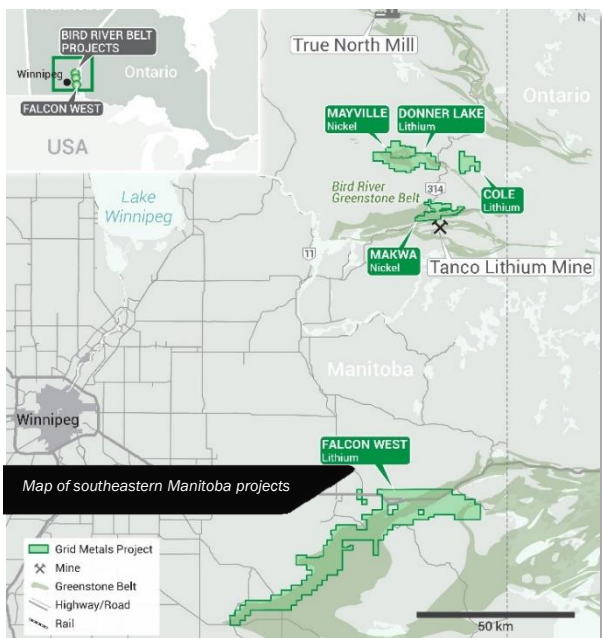 BIRD RIVER BELT
PROJECTS
Winnipeg
Ontario
FALCON WEST
USA
N
True North Mill
Ontario
MAYVILLE
Nickel
DONNER LAKE
Lithium
Lake
Winnipeg
Bird River
Greenstone Belt
314
COLE
Lithium
11
MAKWA
Nickel
Tanco Lithium Mine
Manitoba
Winnipeg
FALCON WEST
Lithium
Map of southeastern Manitoba projects
Grid Metals Project
Mine
Greenstone Belt
Highway/Road
Rail
50 km